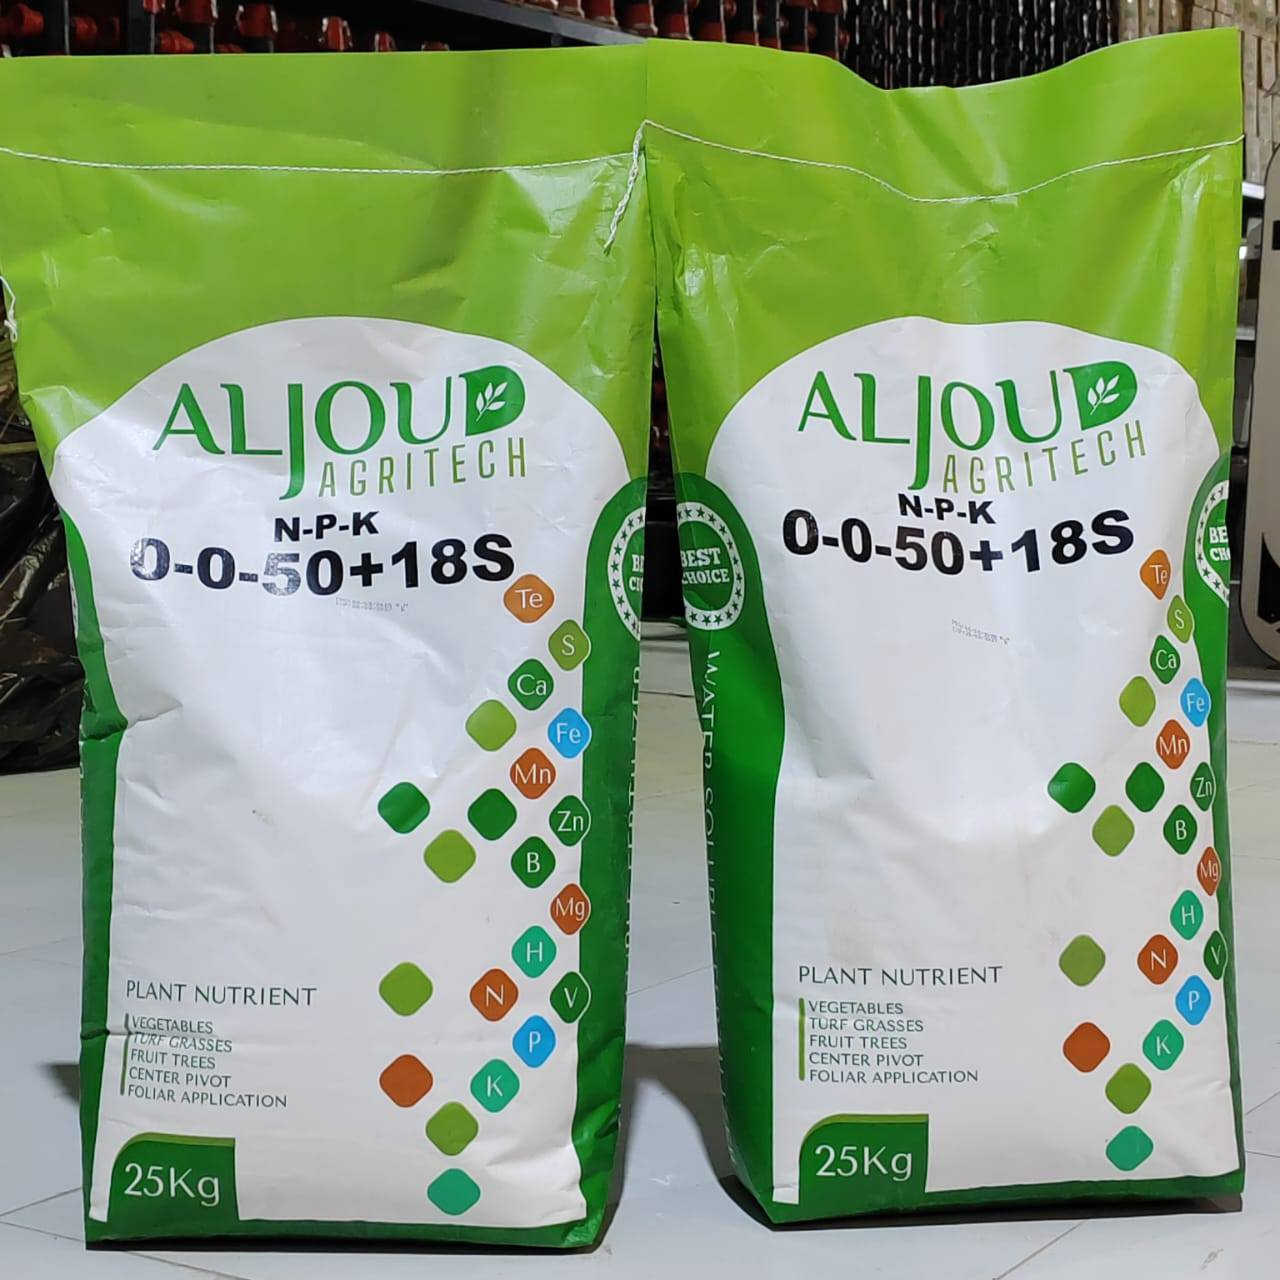 ALJOUD
AGRITECH
N-P-K
0-0-50+18S
Te
S
Ca
Fe
Mn
Zn
B
Mg
H
N
V
P
K
PLANT NUTRIENT
VEGETABLES
TURF GRASSES
FRUIT TREES
CENTER PIVOT
FOLIAR APPLICATION
25Kg
ALJOUD
AGRITECH
N-P-K
0-0-50+18S
BEST
CHOICE
WATER SOLUBLE
Te
S
Ca
Fe
Mn
Zn
B
Mg
H
V
N
P
K
PLANT NUTRIENT
VEGETABLES
TURF GRASSES
FRUIT TREES
CENTER PIVOT
FOLIAR APPLICATION
25Kg